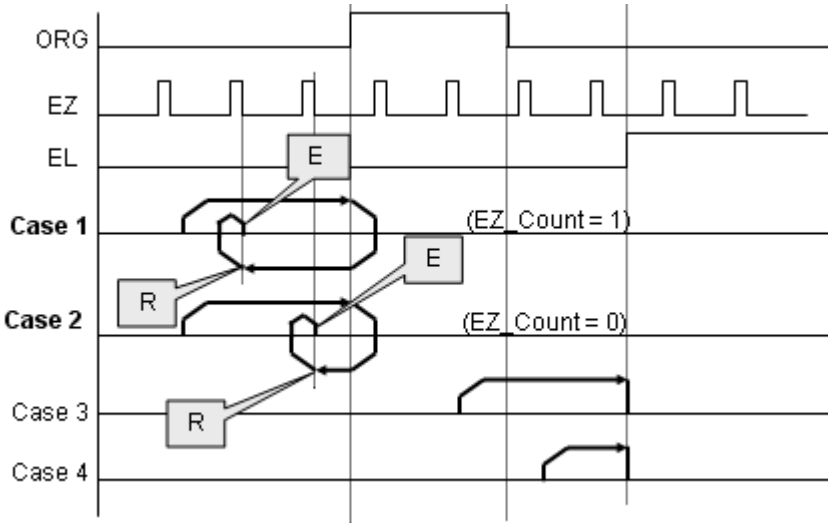 ORG
EZ
EL
E
Case 1
(EZ_Count = 1)
E
R
Case 2
(EZ_Count = 0)
R
Case 3
Case 4